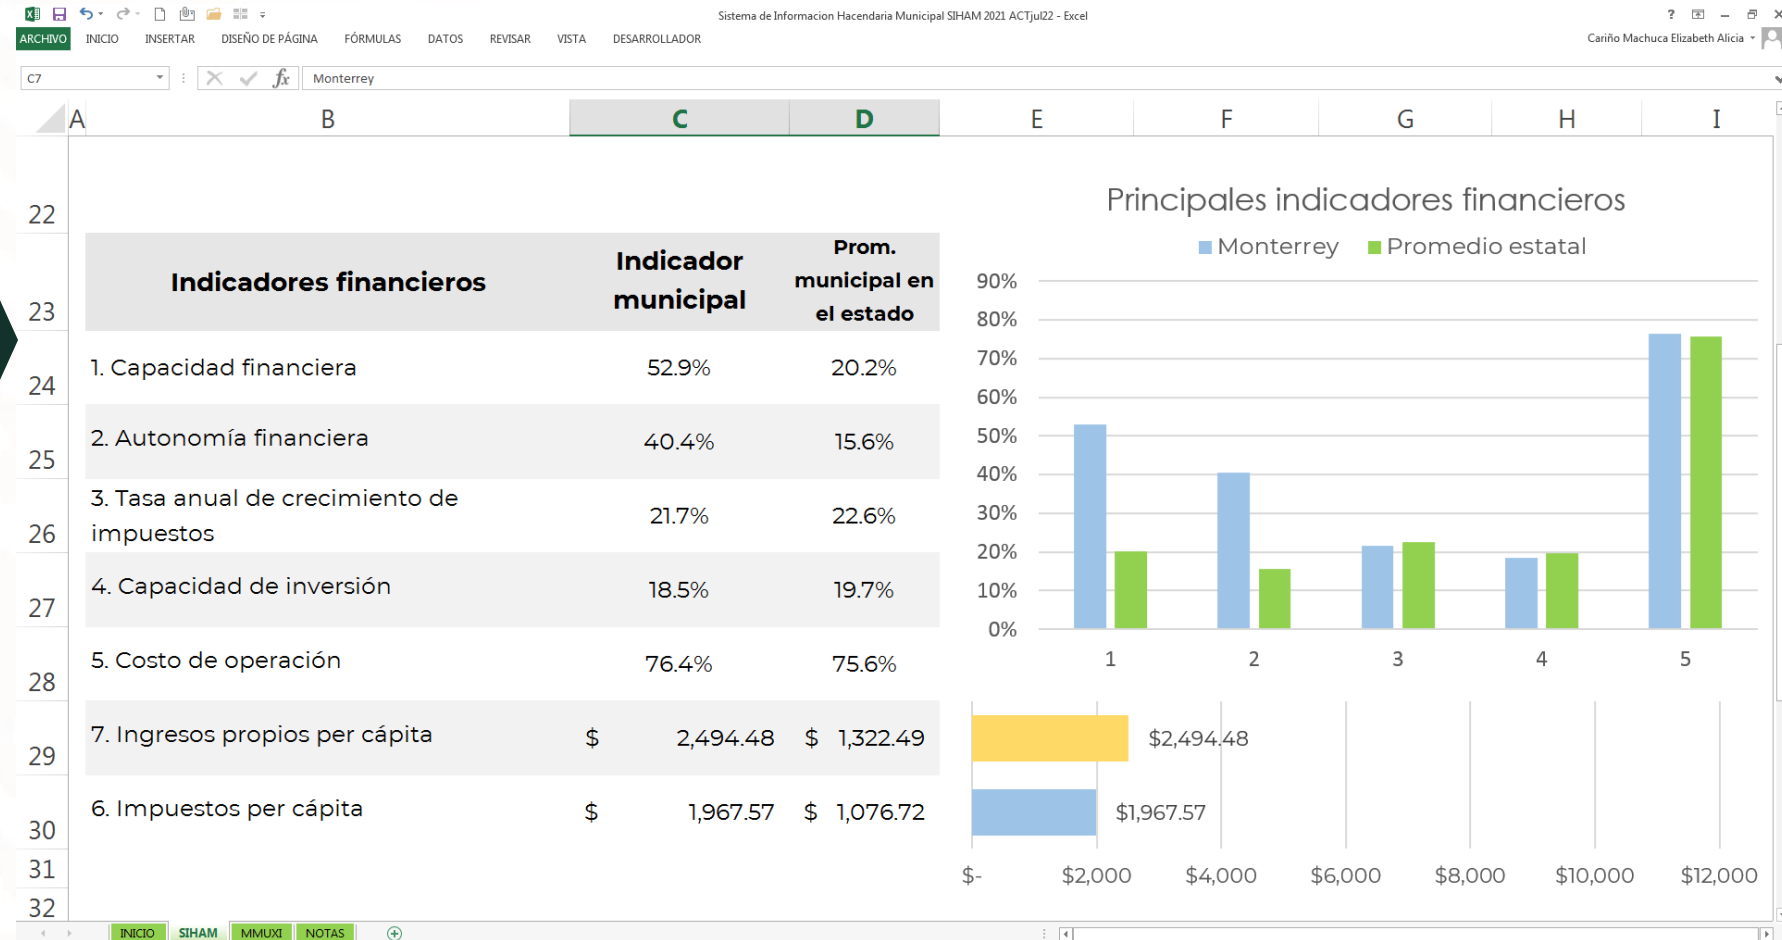 Sistema de Informacion Hacendaria Municipal SIHAM 2021 ACTjul22 - Excel
?
ARCHIVO INICIO INSERTAR DISEÑO DE PÁGINA FÓRMULAS DATOS REVISAR VISTA DESARROLLADOR Cariño Machuca Elizabeth Alicia
C7 fx Monterrey
A B C D E F G H I
22
23
24
25
26
27
28
29
30
31
32
Indicadores financieros
Indicador
municipal
Prom.
municipal en
el estado
1. Capacidad financiera 52.9% 20.2%
2. Autonomía financiera 40.4% 15.6%
3. Tasa anual de crecimiento de
impuestos 21.7% 22.6%
4. Capacidad de inversión 18.5% 19.7%
5. Costo de operación 76.4% 75.6%
7. Ingresos propios per cápita $ 2,494.48 $ 1,322.49
6. Impuestos per cápita $ 1,967.57 $ 1,076.72
Principales indicadores financieros
Monterrey Promedio estatal
90%
80%
70%
60%
50%
40%
30%
20%
10%
0%
1 2 3 4 5
$2,494.48
$1,967.57
$- $2,000 $4,000 $6,000 $8,000 $10,000 $12,000
INICIO SIHAM MMUXI NOTAS